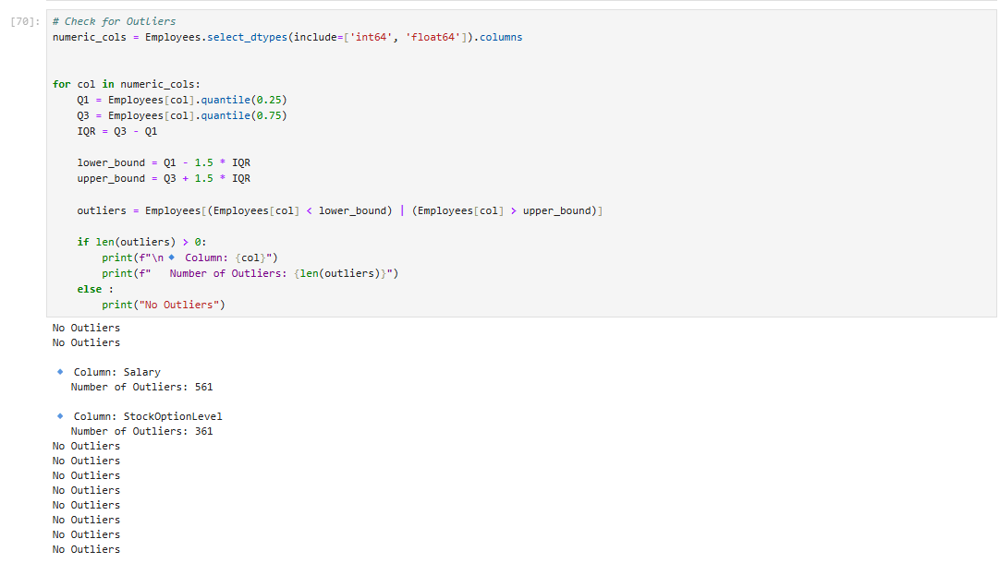 [70]: # Check for Outliers
numeric_cols = Employees.select_dtypes(include=['int64', 'float64']).columns
for col in numeric_cols:
    Q1 = Employees[col].quantile(0.25)
    Q3 = Employees[col].quantile(0.75)
    IQR = Q3 - Q1
    lower_bound = Q1 - 1.5 * IQR
    upper_bound = Q3 + 1.5 * IQR
    outliers = Employees[(Employees[col] < lower_bound) | (Employees[col] > upper_bound)]
    if len(outliers) > 0:
        print(f"\n🔹 Column: {col}")
        print(f"   Number of Outliers: {len(outliers)}")
    else :
        print("No Outliers")
No Outliers
No Outliers
🔹 Column: Salary
   Number of Outliers: 561
🔹 Column: StockOptionLevel
   Number of Outliers: 361
No Outliers
No Outliers
No Outliers
No Outliers
No Outliers
No Outliers
No Outliers
No Outliers